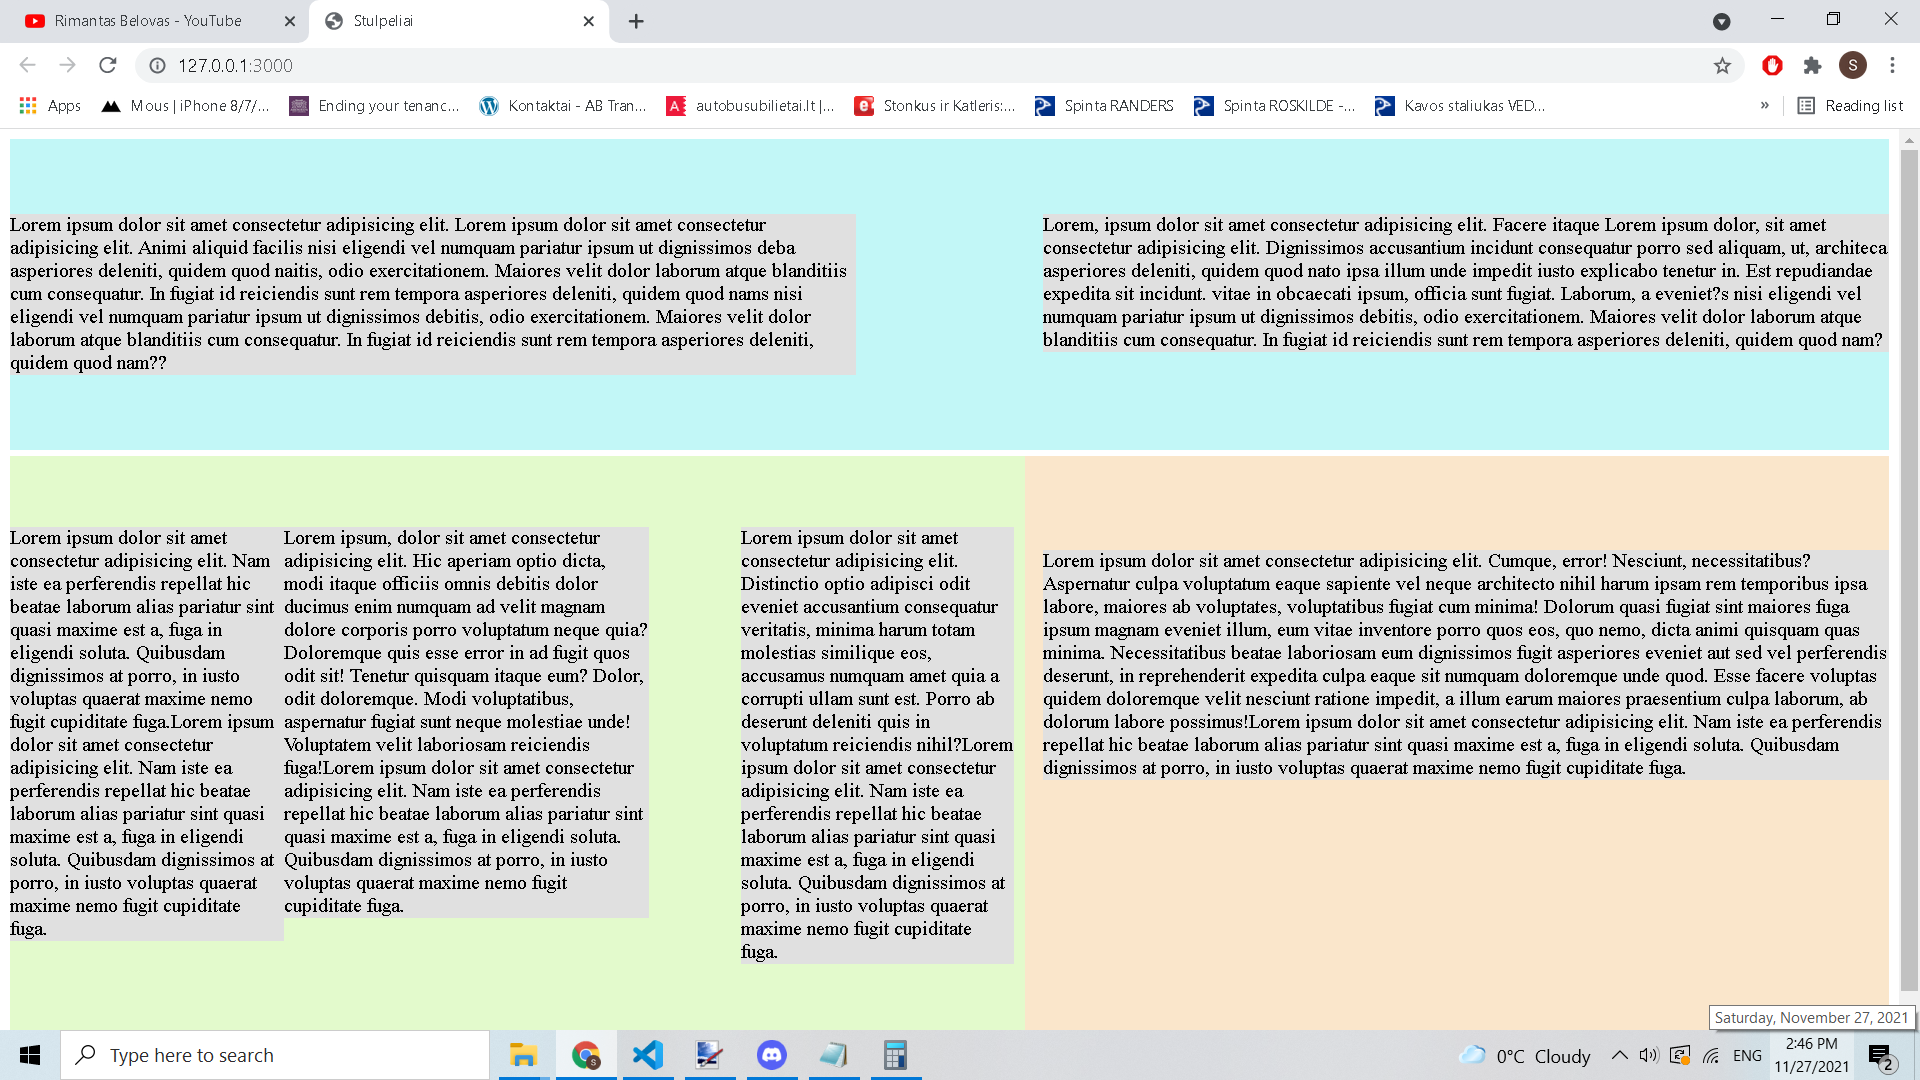 Rimantas Belovas - YouTube
Stulpeliai
127.0.0.1:3000
S
Apps
Mous | iPhone 8/7/...
Ending your tenanc...
Kontaktai - AB Tran...
A
autobusubilietai.lt |...
e
Stonkus ir Katleris:...
Spinta RANDERS
Spinta ROSKILDE -...
Kavos staliukas VED...
»
Reading list
Lorem ipsum dolor sit amet consectetur adipisicing elit. Lorem ipsum dolor sit amet consectetur
adipisicing elit. Animi aliquid facilis nisi eligendi vel numquam pariatur ipsum ut dignissimos deba
asperiores deleniti, quidem quod naitis, odio exercitationem. Maiores velit dolor laborum atque blanditiis
cum consequatur. In fugiat id reiciendis sunt rem tempora asperiores deleniti, quidem quod nams nisi
eligendi vel numquam pariatur ipsum ut dignissimos debitis, odio exercitationem. Maiores velit dolor
laborum atque blanditiis cum consequatur. In fugiat id reiciendis sunt rem tempora asperiores deleniti,
quidem quod nam??
Lorem, ipsum dolor sit amet consectetur adipisicing elit. Facere itaque Lorem ipsum dolor, sit amet
consectetur adipisicing elit. Dignissimos accusantium incidunt consequatur porro sed aliquam, ut, architeca
asperiores deleniti, quidem quod nato ipsa illum unde impedit iusto explicabo tenetur in. Est repudiandae
expedita sit incidunt. vitae in obcaecati ipsum, officia sunt fugiat. Laborum, a eveniet?s nisi eligendi vel
numquam pariatur ipsum ut dignissimos debitis, odio exercitationem. Maiores velit dolor laborum atque
blanditiis cum consequatur. In fugiat id reiciendis sunt rem tempora asperiores deleniti, quidem quod nam?
Lorem ipsum dolor sit amet
consectetur adipisicing elit. Nam
iste ea perferendis repellat hic
beatae laborum alias pariatur sint
quasi maxime est a, fuga in
eligendi soluta. Quibusdam
dignissimos at porro, in iusto
voluptas quaerat maxime nemo
fugit cupiditate fuga.Lorem ipsum
dolor sit amet consectetur
adipisicing elit. Nam iste ea
perferendis repellat hic beatae
laborum alias pariatur sint quasi
maxime est a, fuga in eligendi
soluta. Quibusdam dignissimos at
porro, in iusto voluptas quaerat
maxime nemo fugit cupiditate
fuga.
Lorem ipsum, dolor sit amet consectetur
adipisicing elit. Hic aperiam optio dicta,
modi itaque officiis omnis debitis dolor
ducimus enim numquam ad velit magnam
dolore corporis porro voluptatum neque quia?
Doloremque quis esse error in ad fugit quos
odit sit! Tenetur quisquam itaque eum? Dolor,
odit doloremque. Modi voluptatibus,
aspernatur fugiat sunt neque molestiae unde!
Voluptatem velit laboriosam reiciendis
fuga!Lorem ipsum dolor sit amet consectetur
adipisicing elit. Nam iste ea perferendis
repellat hic beatae laborum alias pariatur sint
quasi maxime est a, fuga in eligendi soluta.
Quibusdam dignissimos at porro, in iusto
voluptas quaerat maxime nemo fugit
cupiditate fuga.
Lorem ipsum dolor sit amet
consectetur adipisicing elit.
Distinctio optio adipisci odit
eveniet accusantium consequatur
veritatis, minima harum totam
molestias similique eos,
accusamus numquam amet quia a
corrupti ullam sunt est. Porro ab
deserunt deleniti quis in
voluptatum reiciendis nihil?Lorem
ipsum dolor sit amet consectetur
adipisicing elit. Nam iste ea
perferendis repellat hic beatae
laborum alias pariatur sint quasi
maxime est a, fuga in eligendi
soluta. Quibusdam dignissimos at
porro, in iusto voluptas quaerat
maxime nemo fugit cupiditate
fuga.
Lorem ipsum dolor sit amet consectetur adipisicing elit. Cumque, error! Nesciunt, necessitatibus?
Aspernatur culpa voluptatum eaque sapiente vel neque architecto nihil harum ipsam rem temporibus ipsa
labore, maiores ab voluptates, voluptatibus fugiat cum minima! Dolorum quasi fugiat sint maiores fuga
ipsum magnam eveniet illum, eum vitae inventore porro quos eos, quo nemo, dicta animi quisquam quas
minima. Necessitatibus beatae laboriosam eum dignissimos fugit asperiores eveniet aut sed vel perferendis
deserunt, in reprehenderit expedita culpa eaque sit numquam doloremque unde quod. Esse facere voluptas
quidem doloremque velit nesciunt ratione impedit, a illum earum maiores praesentium culpa laborum, ab
dolorum labore possimus!Lorem ipsum dolor sit amet consectetur adipisicing elit. Nam iste ea perferendis
repellat hic beatae laborum alias pariatur sint quasi maxime est a, fuga in eligendi soluta. Quibusdam
dignissimos at porro, in iusto voluptas quaerat maxime nemo fugit cupiditate fuga.
Saturday, November 27, 2021
Type here to search
S
0°C Cloudy
ENG
2:46 PM
11/27/2021
2